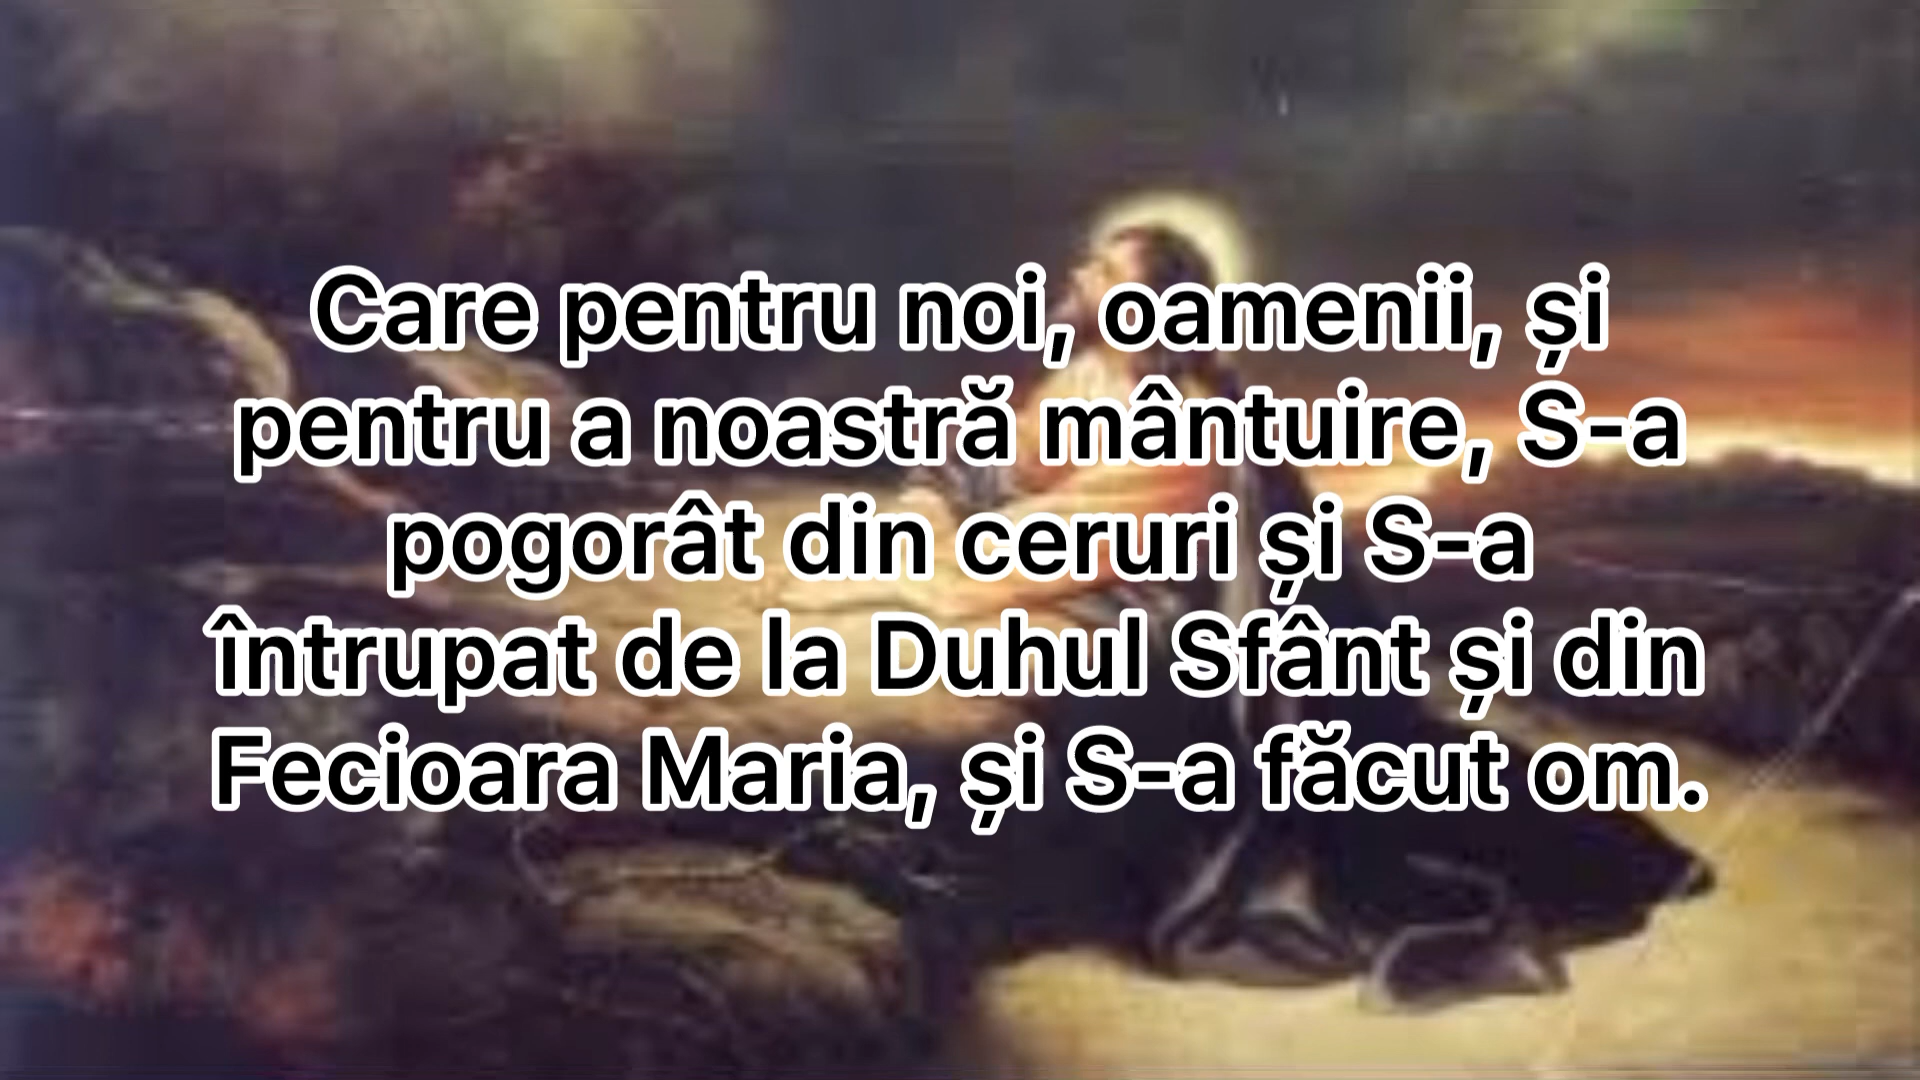 Care pentru noi, oamenii, și
pentru a noastră mântuire, S-a
pogorât din ceruri și S-a
întrupat de la Duhul Sfânt și din
Fecioara Maria, și S-a făcut om.